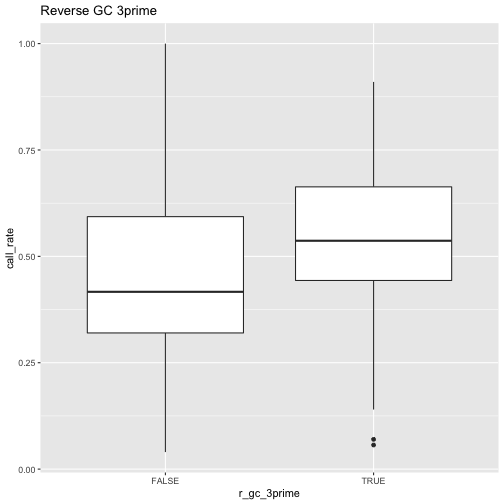 Reverse GC 3prime
1.00
0.75
0.50
0.25
0.00
call_rate
FALSE
TRUE
r_gc_3prime